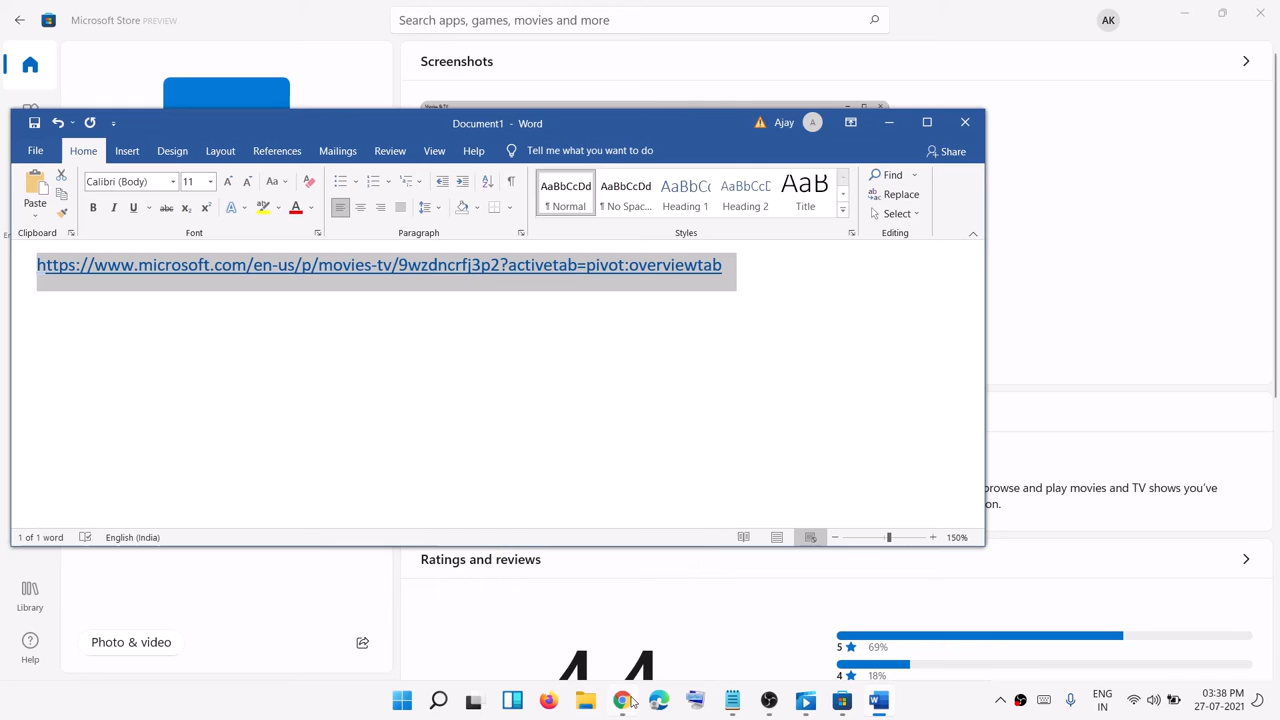 Microsoft Store PREVIEW
Search apps, games, movies and more
AK
Screenshots
Document1 - Word
Ajay
A
File
Home
Insert
Design
Layout
References
Mailings
Review
View
Help
Tell me what you want to do
Share
Paste
Calibri (Body)
11
Clipboard
Font
Paragraph
AaBbCcDd
¶ Normal
AaBbCcDd
¶ No Spac...
AaBbCc
Heading 1
AaBbCcD
Heading 2
AaBb
Title
Styles
Find
Replace
Select
Editing
https://www.microsoft.com/en-us/p/movies-tv/9wzdncrfj3p2?activetab=pivot:overviewtab
browse and play movies and TV shows you've
on.
1 of 1 word
English (India)
150%
Ratings and reviews
Library
Help
Photo & video
4.4
5 ★ 69%
4 ★ 18%
ENG
IN
03:38 PM
27-07-2021